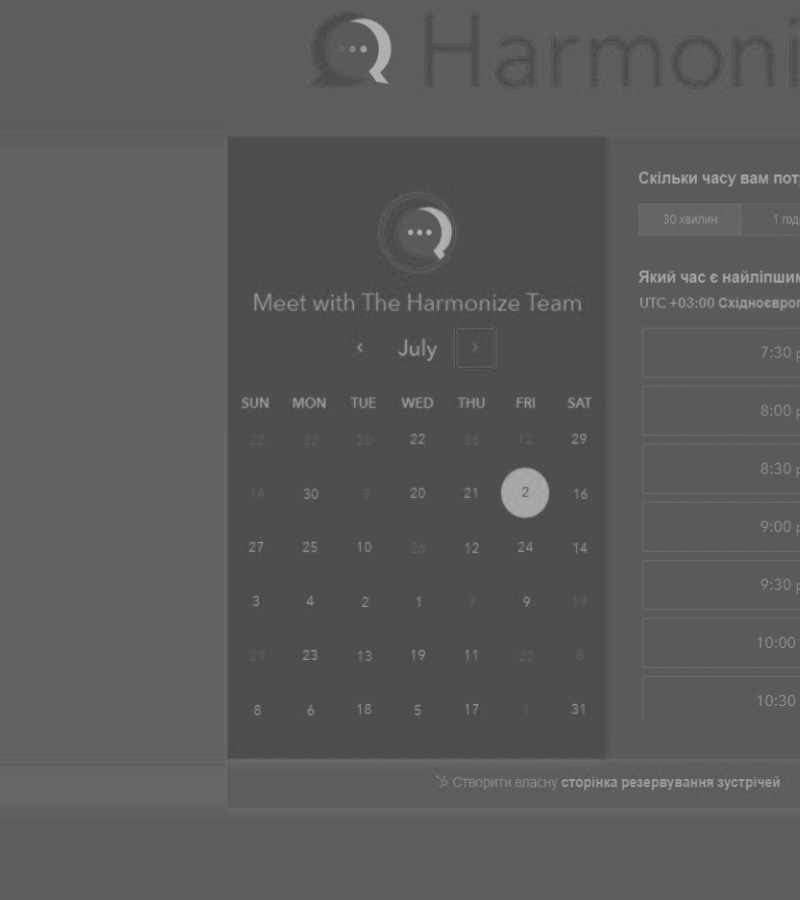 Harmoni
Meet with The Harmonize Team
July
SUN MON TUE WED THU FRI SAT
22 22 20 22 26 12 29
14 30 3 20 21 2 16
27 25 10 26 12 24 14
3 4 2 1 7 9 19
29 23 13 19 11 22 8
8 6 18 5 17 1 31
Скільки часу вам пот
30 хвилин 1 год
Який час є найліпшим
UTC +03:00 Східноєвроп
7:30 р
8:00 р
8:30 р
9:00 р
9:30 р
10:00
10:30
Створити власну сторінка резервування зустрічей